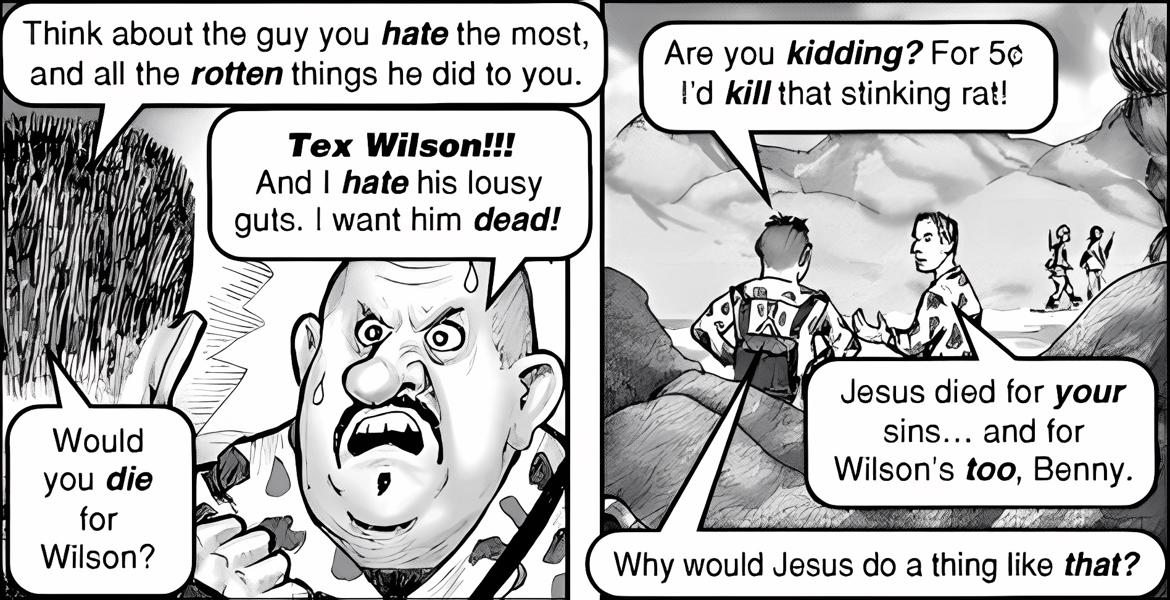 Think about the guy you hate the most,
and all the rotten things he did to you.
Tex Wilson!!!
And I hate his lousy
guts. I want him dead!
Would
you die
for
Wilson?
Are you kidding? For 5¢
I'd kill that stinking rat!
Jesus died for your
sins... and for
Wilson's too, Benny.
Why would Jesus do a thing like that?